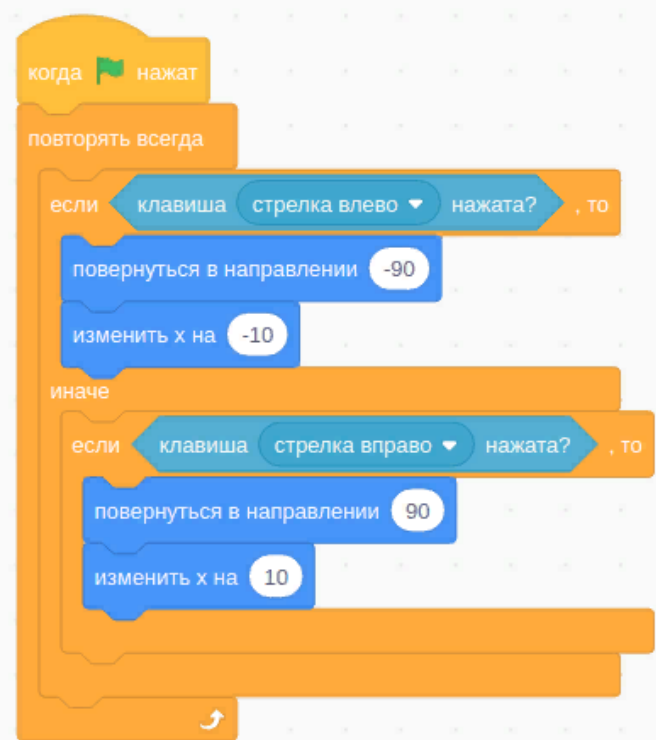 когда нажат
повторять всегда
если клавиша стрелка влево нажата? , то
повернуться в направлении -90
изменить x на -10
иначе
если клавиша стрелка вправо нажата? , то
повернуться в направлении 90
изменить x на 10